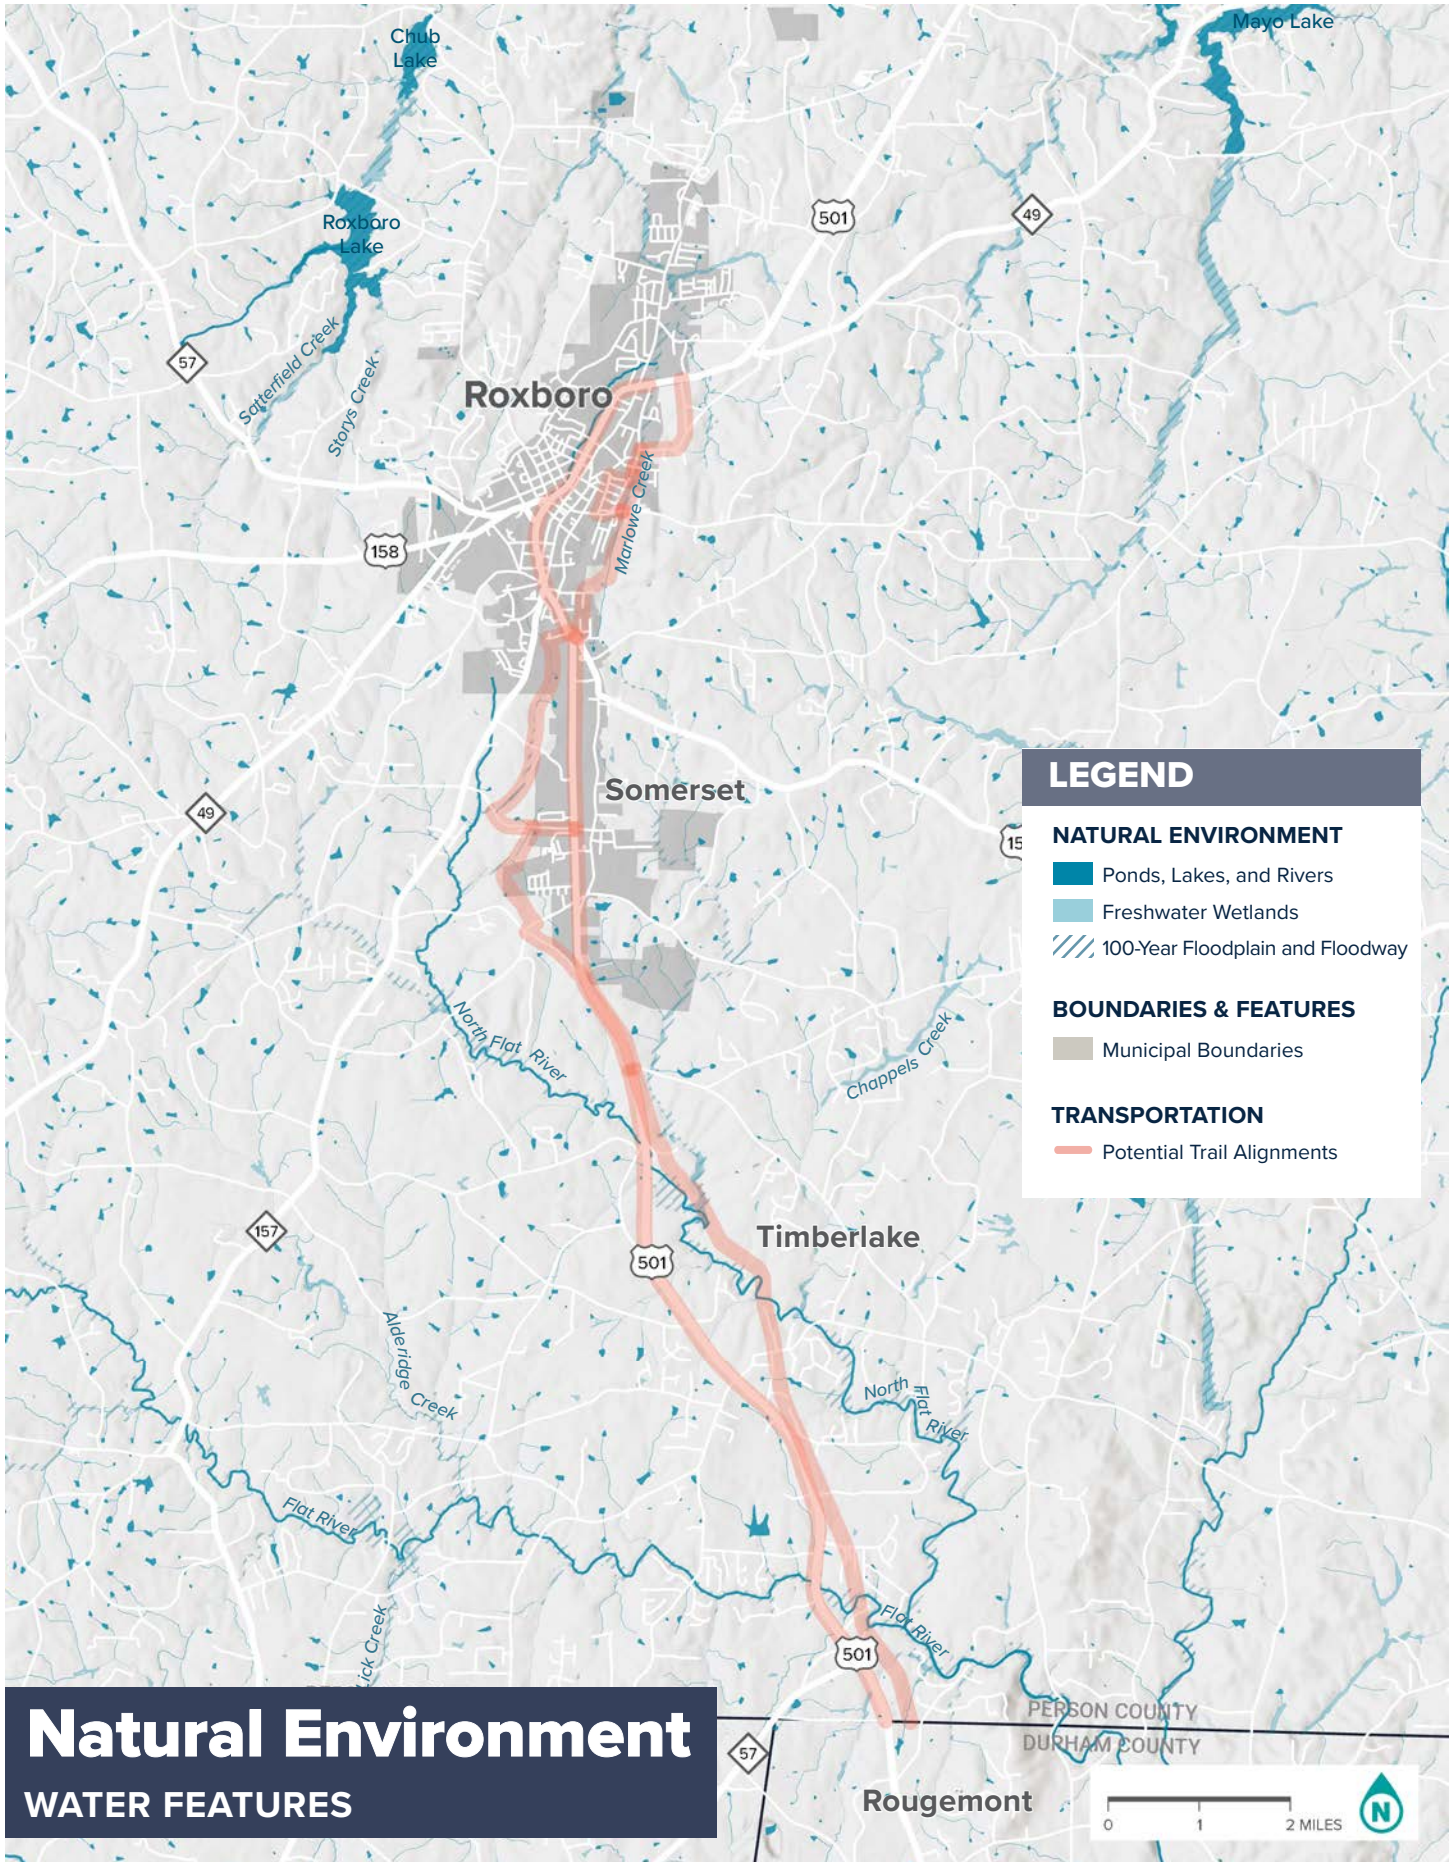 Chub
Lake
Mayo Lake
Roxboro
Lake
501
49
57
Satterfield Creek
Storys Creek
Roxboro
Marlowe Creek
158
Somerset
49
15
LEGEND
NATURAL ENVIRONMENT
Ponds, Lakes, and Rivers
Freshwater Wetlands
100-Year Floodplain and Floodway
BOUNDARIES & FEATURES
Municipal Boundaries
TRANSPORTATION
Potential Trail Alignments
North Flat River
Chappels Creek
157
Timberlake
501
Alderidge
Creek
North
Flat
River
Flat River
Flat River
ick Creek
501
PERSON COUNTY
DURHAM COUNTY
57
Rougemont
Natural Environment
WATER FEATURES
0 1 2 MILES
N